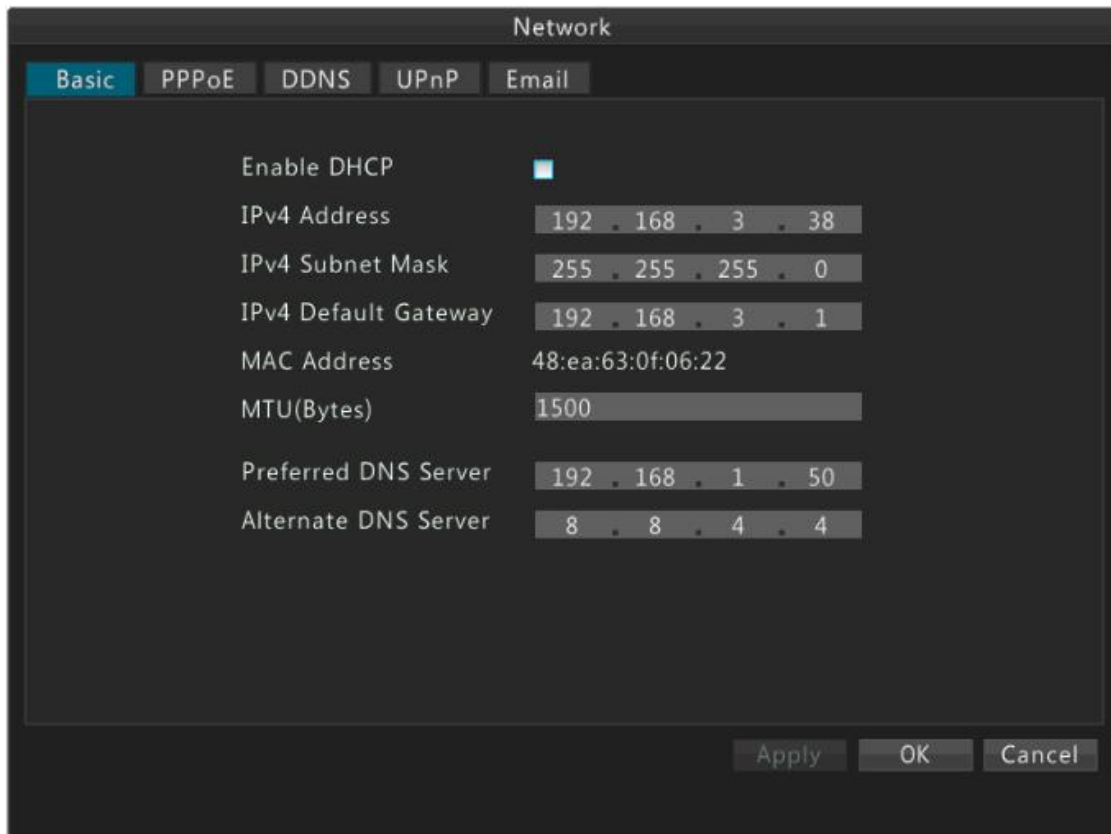 Network
Basic PPPoE DDNS UPnP Email
Enable DHCP
IPv4 Address 192 . 168 . 3 . 38
IPv4 Subnet Mask 255 . 255 . 255 . 0
IPv4 Default Gateway 192 . 168 . 3 . 1
MAC Address 48:ea:63:0f:06:22
MTU(Bytes) 1500
Preferred DNS Server 192 . 168 . 1 . 50
Alternate DNS Server 8 . 8 . 4 . 4
Apply OK Cancel